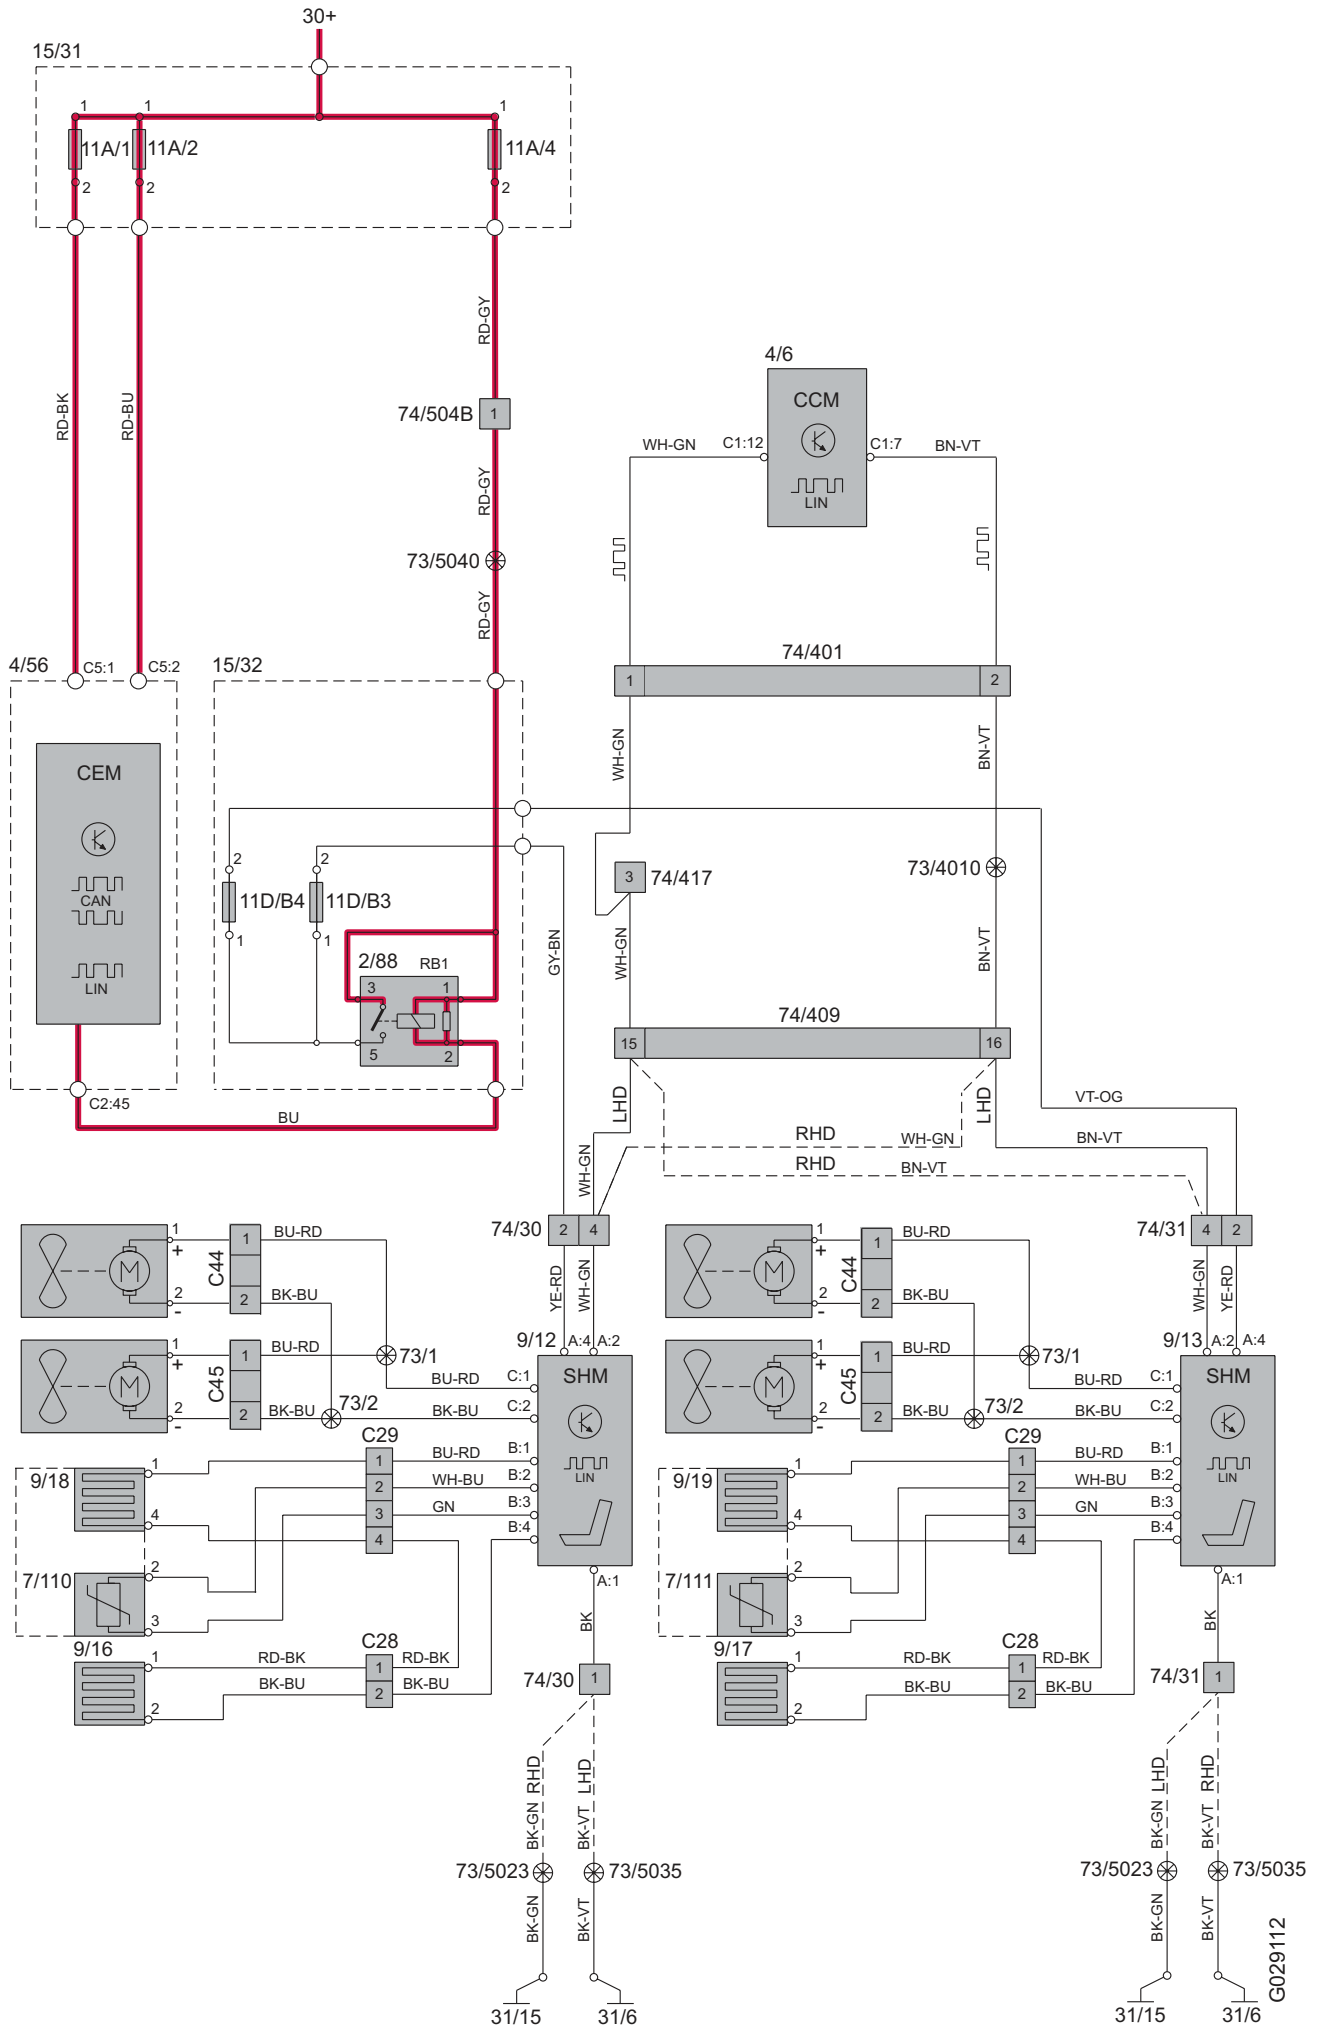 30+
15/31
1
1
1
11A/1
11A/2
11A/4
2
2
2
RD-GY
4/6
CCM
RD-BK
RD-BU
74/504B
1
WH-GN
C1:12
C1:7
BN-VT
LIN
RD-GY
73/5040
RD-GY
4/56
C5:1
C5:2
15/32
74/401
1
2
WH-GN
BN-VT
CEM
CAN
LIN
2
2
11D/B4
11D/B3
1
1
3
74/417
73/4010
GY-BN
WH-GN
BN-VT
2/88
RB1
3
1
5
2
74/409
15
16
C2:45
BU
LHD
LHD
VT-OG
RHD
WH-GN
BN-VT
RHD
BN-VT
WH-GN
74/30
2
4
74/31
4
2
1
+
M
2
-
C44
1
2
BU-RD
BK-BU
YE-RD
WH-GN
1
+
M
2
-
C44
1
2
BU-RD
BK-BU
WH-GN
YE-RD
9/12
A:4
A:2
9/13
A:2
A:4
1
+
M
2
-
C45
1
2
BU-RD
BK-BU
73/1
73/2
BU-RD
C:1
BK-BU
C:2
SHM
LIN
1
+
M
2
-
C45
1
2
BU-RD
BK-BU
73/1
73/2
BU-RD
C:1
BK-BU
C:2
SHM
LIN
C29
1
2
3
4
BU-RD
B:1
WH-BU
B:2
GN
B:3
B:4
9/18
1
4
C29
1
2
3
4
BU-RD
B:1
WH-BU
B:2
GN
B:3
B:4
9/19
1
4
7/110
2
3
A:1
BK
7/111
2
3
A:1
BK
9/16
1
2
RD-BK
BK-BU
C28
1
2
RD-BK
BK-BU
74/30
1
9/17
1
2
RD-BK
BK-BU
C28
1
2
RD-BK
BK-BU
74/31
1
BK-GN RHD
BK-VT LHD
BK-GN LHD
BK-VT RHD
73/5023
73/5035
73/5023
73/5035
BK-GN
BK-VT
BK-GN
BK-VT
31/15
31/6
31/15
31/6
G029112